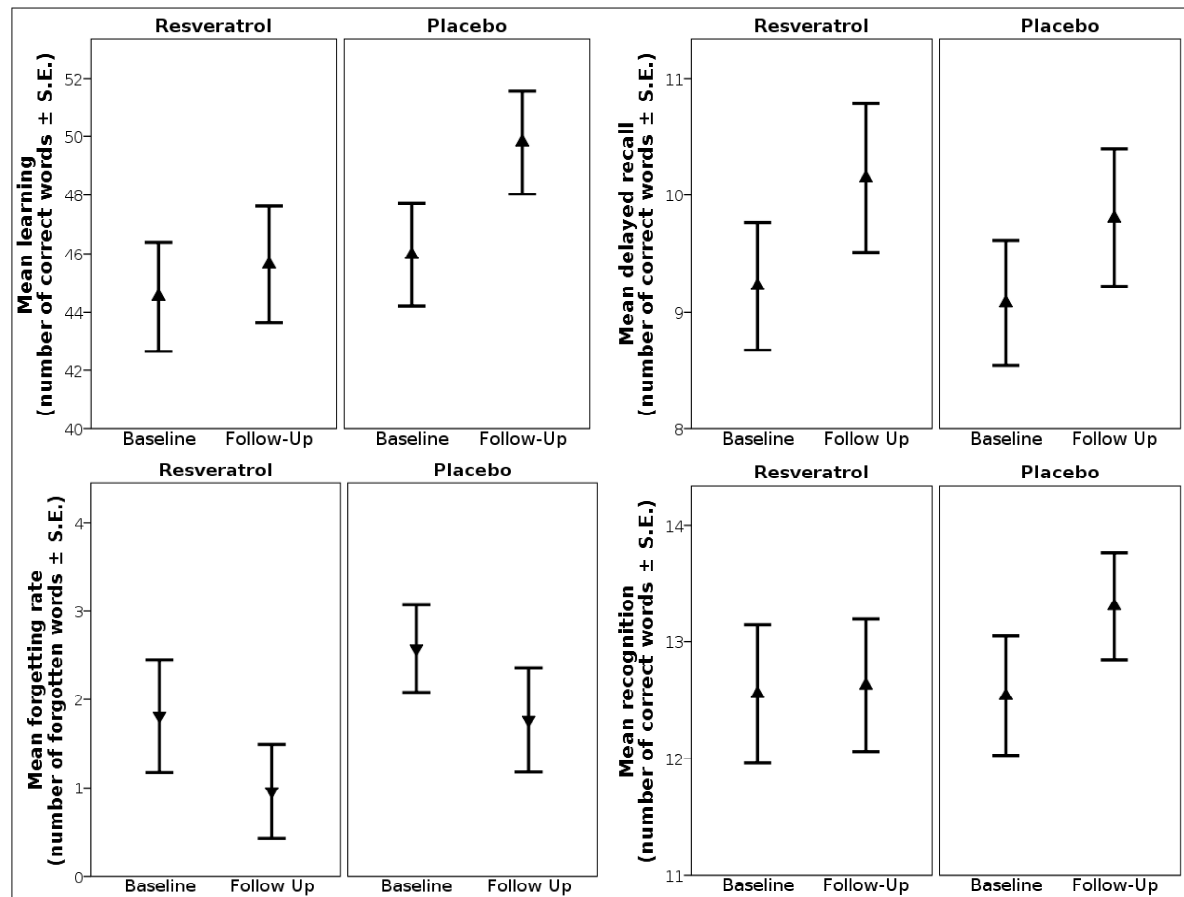 Resveratrol
Placebo
Mean learning
(number of correct words ± S.E.)
52
50
48
46
44
42
40
Baseline
Follow-Up
Baseline
Follow-Up
Resveratrol
Placebo
Mean delayed recall
(number of correct words ± S.E.)
11
10
9
8
Baseline
Follow Up
Baseline
Follow Up
Resveratrol
Placebo
Mean forgetting rate
(number of forgotten words ± S.E.)
4
3
2
1
0
Baseline
Follow Up
Baseline
Follow Up
Resveratrol
Placebo
Mean recognition
(number of correct words ± S.E.)
14
13
12
11
Baseline
Follow-Up
Baseline
Follow-Up